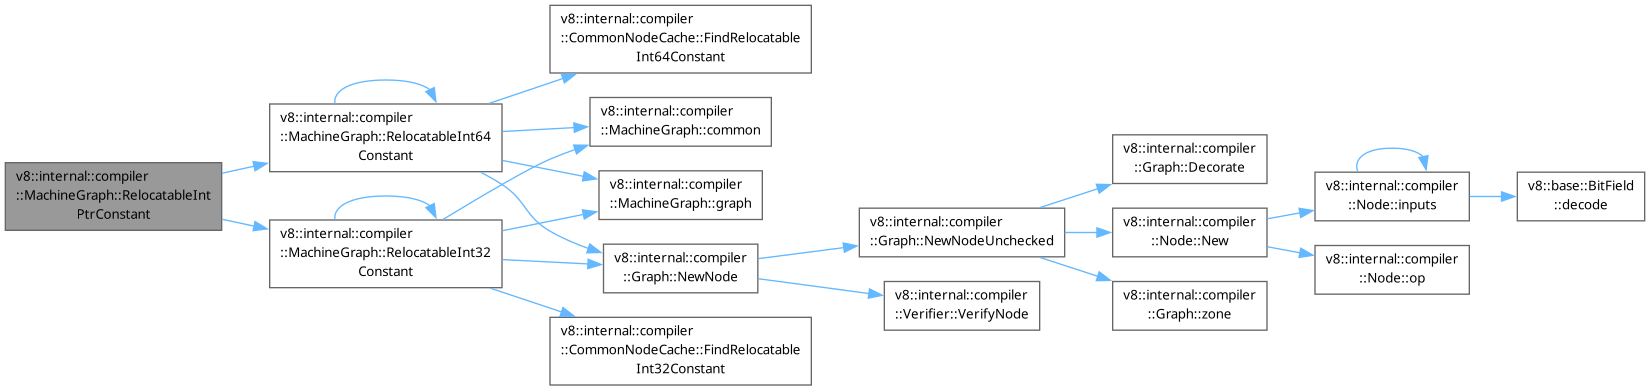 v8::internal::compiler
::MachineGraph::RelocatableInt
PtrConstant
v8::internal::compiler
::MachineGraph::RelocatableInt64
Constant
v8::internal::compiler
::MachineGraph::RelocatableInt32
Constant
v8::internal::compiler
::CommonNodeCache::FindRelocatable
Int64Constant
v8::internal::compiler
::MachineGraph::common
v8::internal::compiler
::MachineGraph::graph
v8::internal::compiler
::Graph::NewNode
v8::internal::compiler
::CommonNodeCache::FindRelocatable
Int32Constant
v8::internal::compiler
::Graph::NewNodeUnchecked
v8::internal::compiler
::Verifier::VerifyNode
v8::internal::compiler
::Graph::Decorate
v8::internal::compiler
::Node::New
v8::internal::compiler
::Graph::zone
v8::internal::compiler
::Node::inputs
v8::internal::compiler
::Node::op
v8::base::BitField
::decode